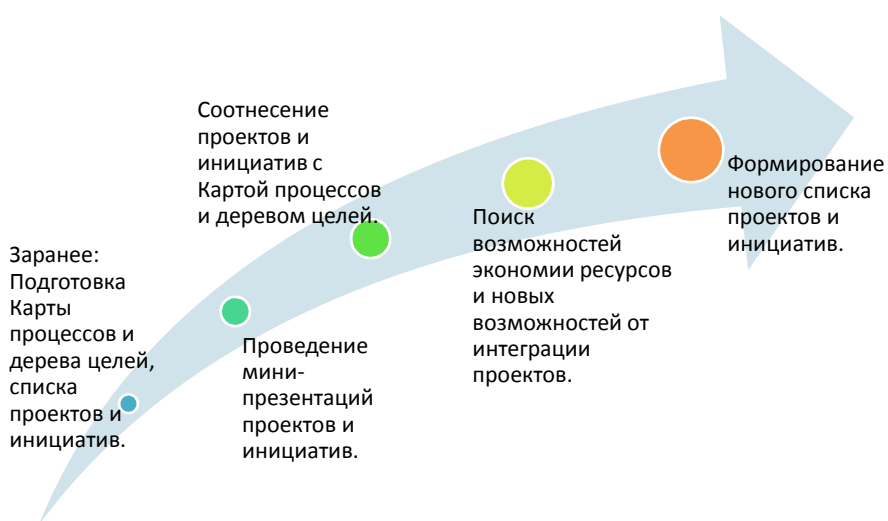 Заранее:
Подготовка
Карты
процессов и
дерева целей,
списка
проектов и
инициатив.
Проведение
мини-
презентаций
проектов и
инициатив.
Соотнесение
проектов и
инициатив с
Картой процессов
и деревом целей.
Поиск
возможностей
экономии ресурсов
и новых
возможностей от
интеграции
проектов.
Формирование
нового списка
проектов и
инициатив.